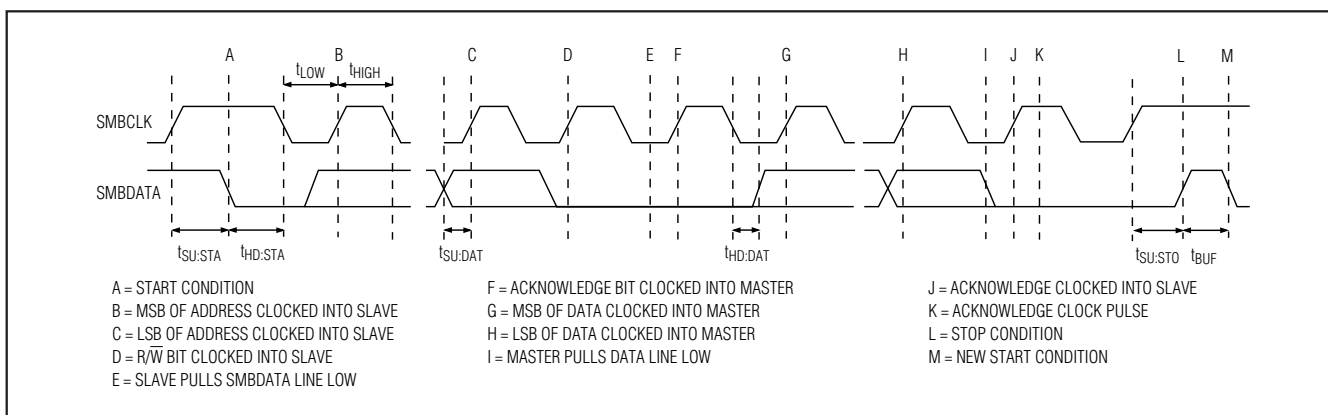 A B C D E F G H I J K L M
tLOW tHIGH
SMBCLK
SMBDATA
tSU:STA tHD:STA tSU:DAT tHD:DAT tSU:STO tBUF
A = START CONDITION
B = MSB OF ADDRESS CLOCKED INTO SLAVE
C = LSB OF ADDRESS CLOCKED INTO SLAVE
D = R/W̅ BIT CLOCKED INTO SLAVE
E = SLAVE PULLS SMBDATA LINE LOW
F = ACKNOWLEDGE BIT CLOCKED INTO MASTER
G = MSB OF DATA CLOCKED INTO MASTER
H = LSB OF DATA CLOCKED INTO MASTER
I = MASTER PULLS DATA LINE LOW
J = ACKNOWLEDGE CLOCKED INTO SLAVE
K = ACKNOWLEDGE CLOCK PULSE
L = STOP CONDITION
M = NEW START CONDITION